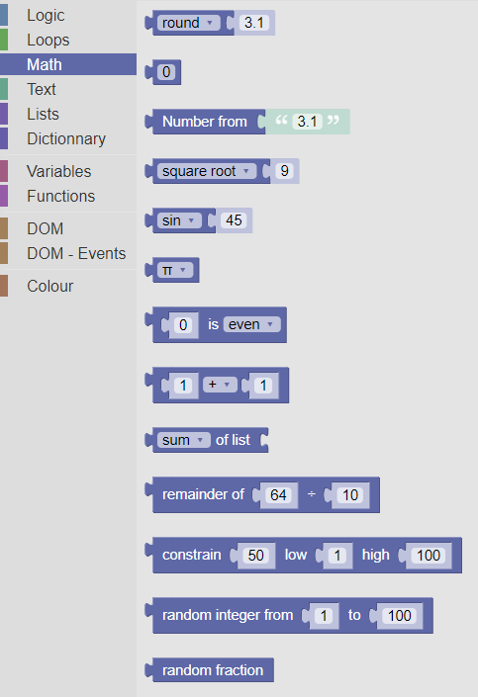 Logic
Loops
Math
Text
Lists
Dictionnary
Variables
Functions
DOM
DOM - Events
Colour
round ▾ 3.1
0
Number from “ 3.1 ”
square root ▾ 9
sin ▾ 45
π ▾
0 is even ▾
1 + ▾ 1
sum ▾ of list
remainder of 64 ÷ 10
constrain 50 low 1 high 100
random integer from 1 to 100
random fraction